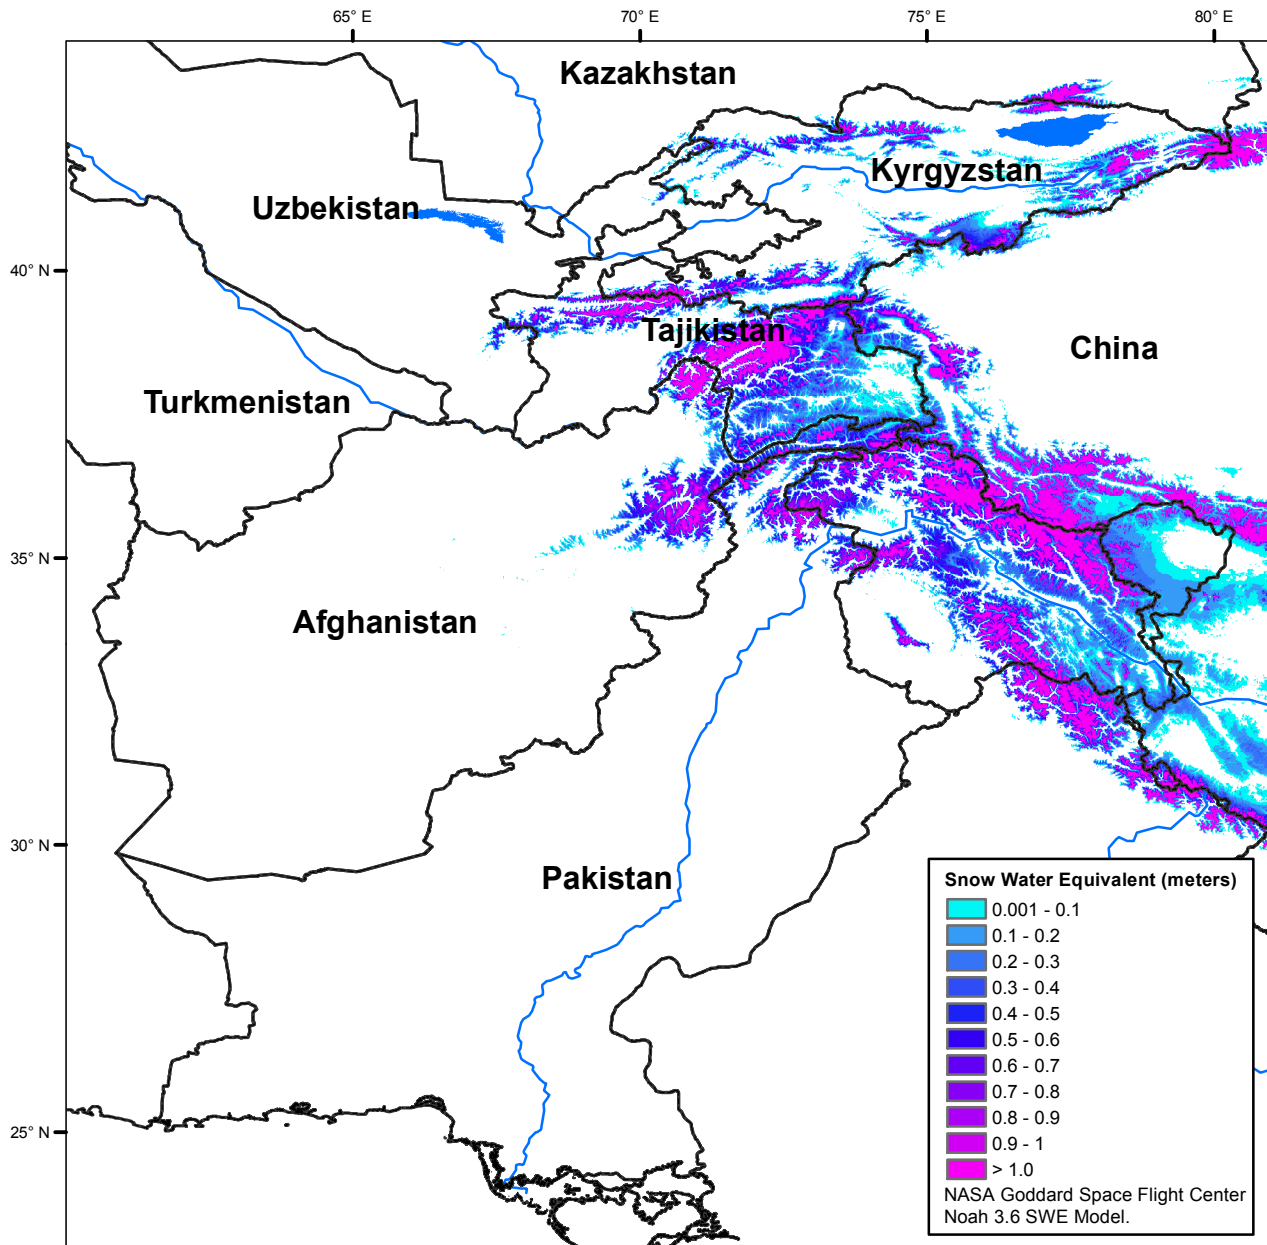 65° E
70° E
75° E
80° E
Kazakhstan
Kyrgyzstan
Uzbekistan
40° N
Tajikistan
China
Turkmenistan
35° N
Afghanistan
30° N
Pakistan
25° N
Snow Water Equivalent (meters)
0.001 - 0.1
0.1 - 0.2
0.2 - 0.3
0.3 - 0.4
0.4 - 0.5
0.5 - 0.6
0.6 - 0.7
0.7 - 0.8
0.8 - 0.9
0.9 - 1
> 1.0
NASA Goddard Space Flight Center
Noah 3.6 SWE Model.